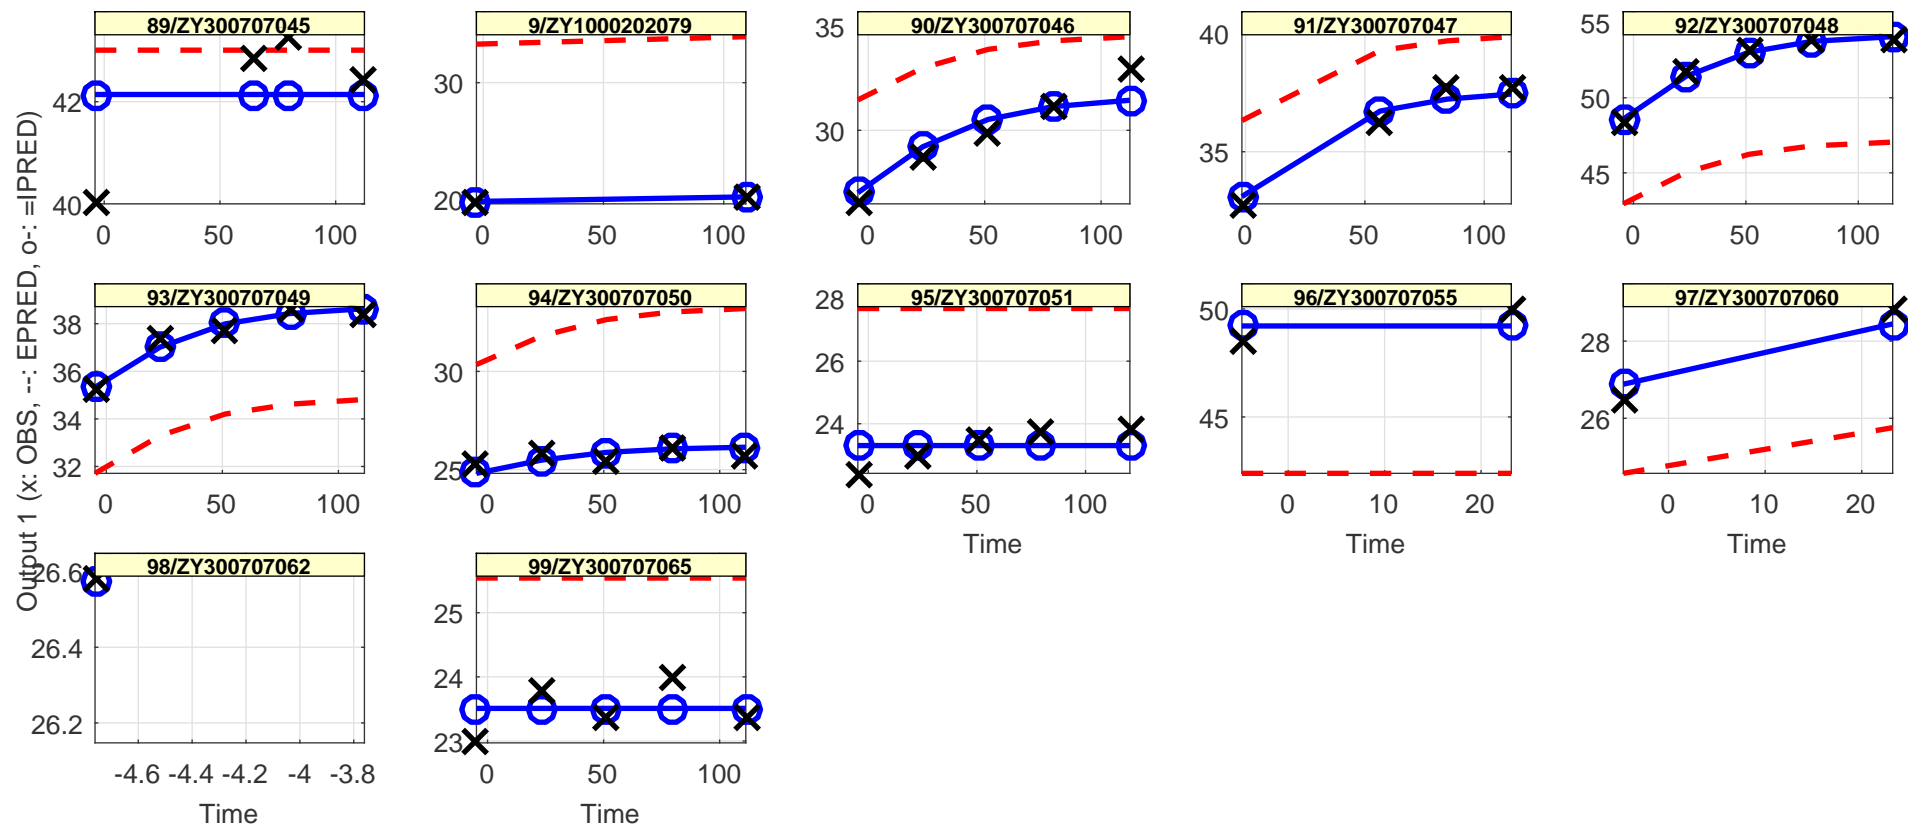 Output 1 (x: OBS, --: EPRED, o-: =IPRED)
89/ZY300707045
42
40
0 50 100
9/ZY1000202079
30
20
0 50 100
90/ZY300707046
35
30
0 50 100
91/ZY300707047
40
35
0 50 100
92/ZY300707048
55
50
45
0 50 100
93/ZY300707049
38
36
34
32
0 50 100
94/ZY300707050
30
25
0 50 100
95/ZY300707051
28
26
24
0 50 100
Time
96/ZY300707055
50
45
0 10 20
Time
97/ZY300707060
28
26
0 10 20
Time
98/ZY300707062
26.6
26.4
26.2
-4.6 -4.4 -4.2 -4 -3.8
Time
99/ZY300707065
25
24
23
0 50 100
Time